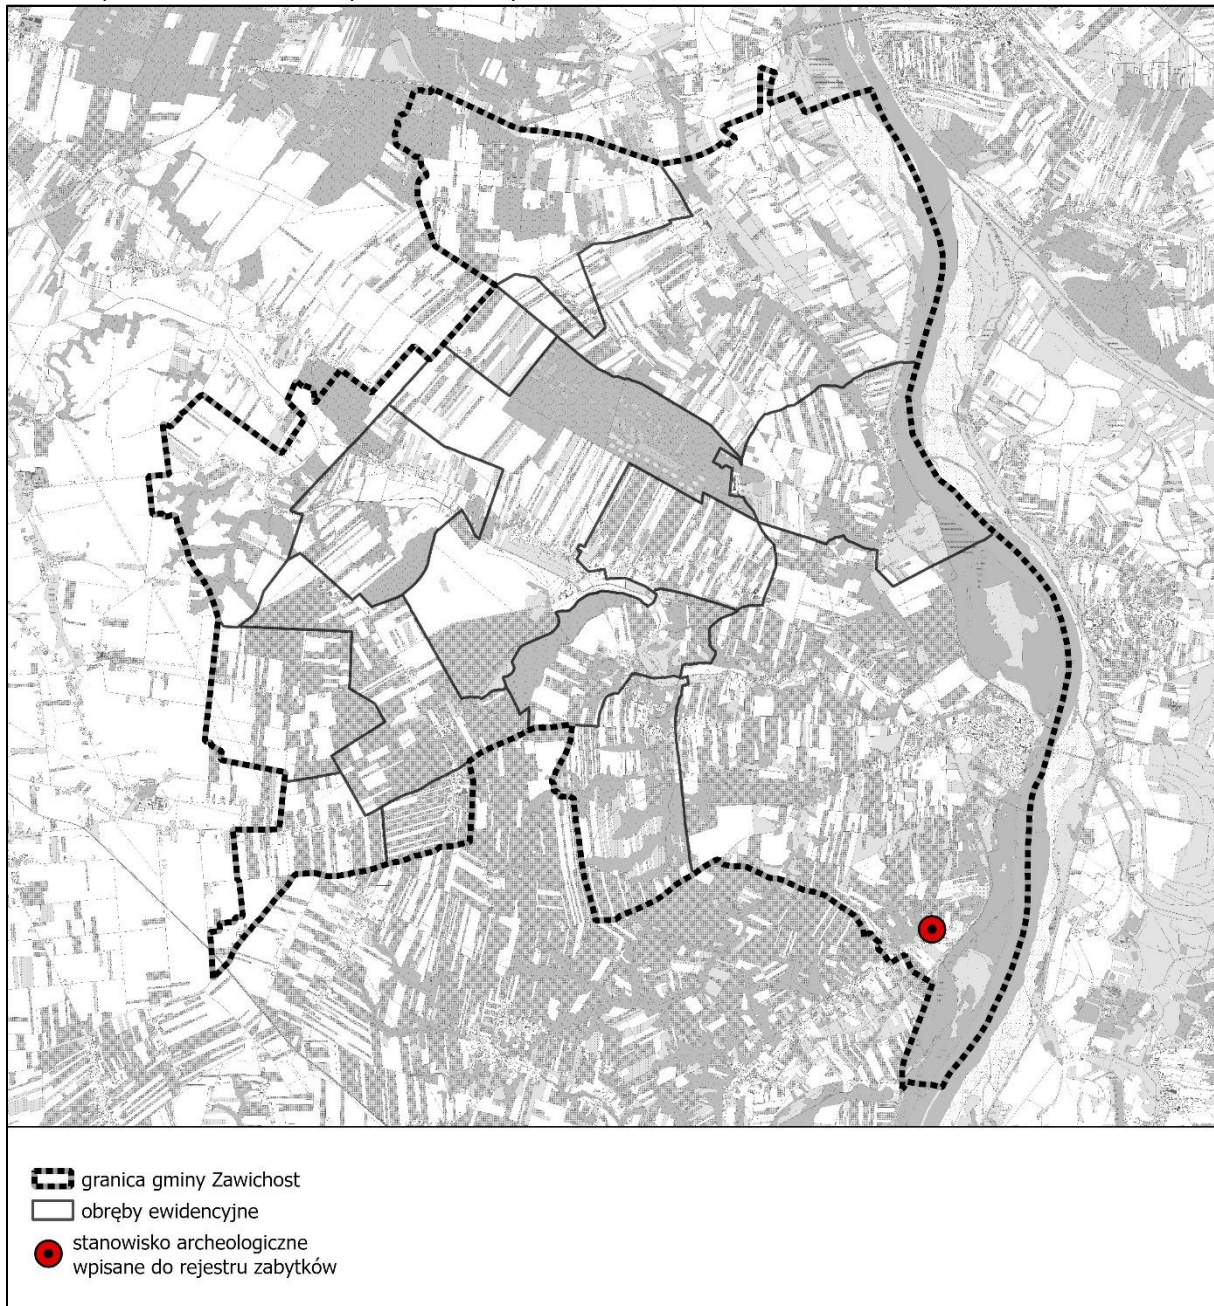 granica gminy Zawichost
obręby ewidencyjne
stanowisko archeologiczne
wpisane do rejestru zabytków